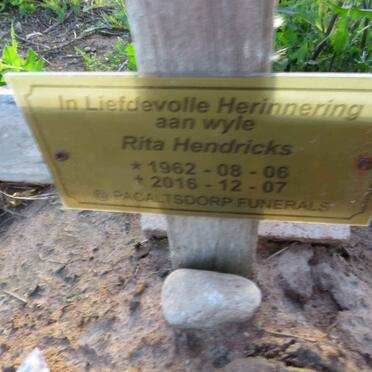 In Liefdevolle Herinnering
aan wyle
Rita Hendricks
* 1962 - 08 - 06
† 2016 - 12 - 07
® PACALTSDORP FUNERALS